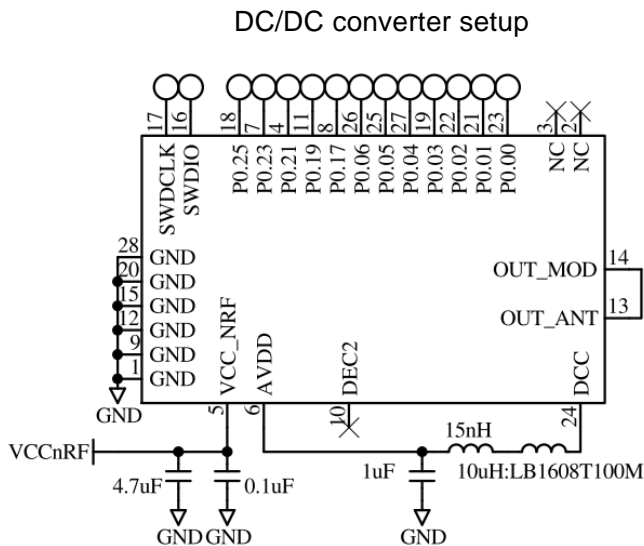 DC/DC converter setup
17 16 18 7 4 11 8 26 25 27 19 22 21 23 3 2
SWDCLK SWDIO P0.25 P0.23 P0.21 P0.19 P0.17 P0.06 P0.05 P0.04 P0.03 P0.02 P0.01 P0.00 NC NC
28 GND
20 GND OUT_MOD 14
15 GND
12 GND OUT_ANT 13
9 GND
1 GND
VCC_NRF AVDD DEC2 DCC
GND 5 6 10 24
15nH
VCCnRF
4.7uF 0.1uF 1uF 10uH:LB1608T100M
GND GND GND